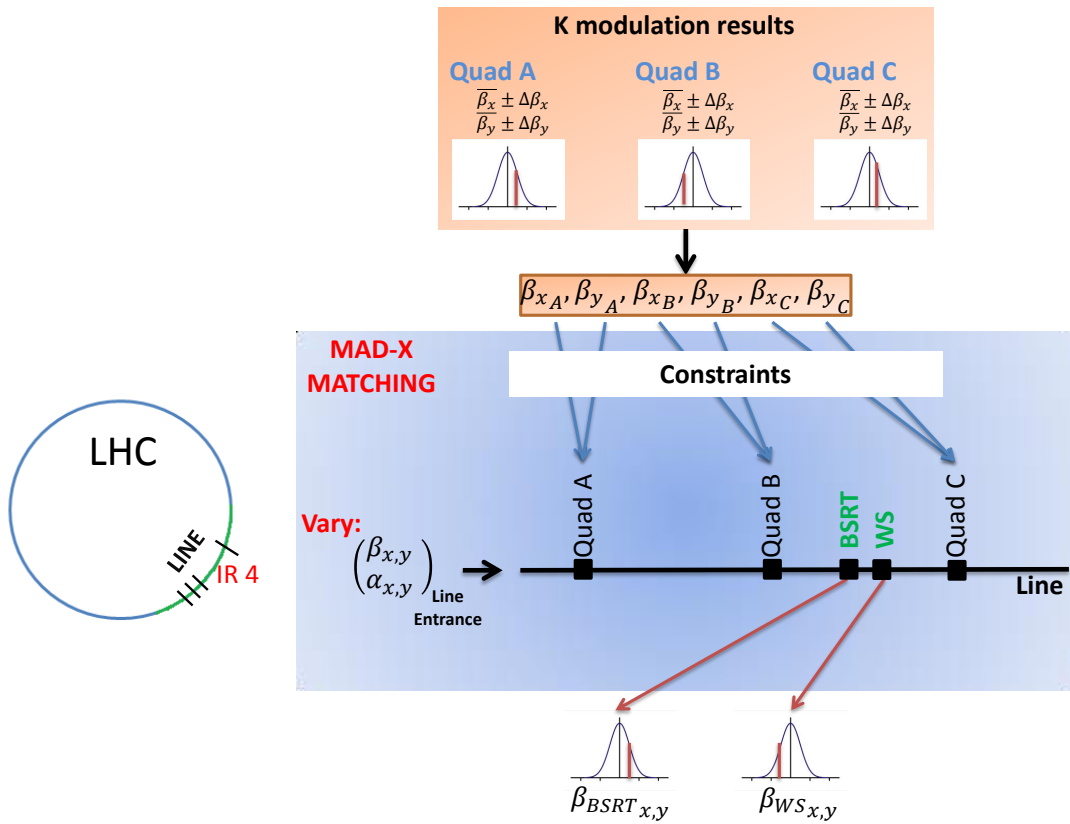 K modulation results
Quad A Quad B Quad C
$\overline{\beta_x} \pm \Delta\beta_x$ $\overline{\beta_x} \pm \Delta\beta_x$ $\overline{\beta_x} \pm \Delta\beta_x$
$\overline{\beta_y} \pm \Delta\beta_y$ $\overline{\beta_y} \pm \Delta\beta_y$ $\overline{\beta_y} \pm \Delta\beta_y$
$\beta_{x_A}, \beta_{y_A}, \beta_{x_B}, \beta_{y_B}, \beta_{x_C}, \beta_{y_C}$
MAD-X
MATCHING
Constraints
LHC
LINE
IR 4
Quad A
Quad B
BSRT
WS
Quad C
Vary:
$\begin{pmatrix} \beta_{x,y} \\ \alpha_{x,y} \end{pmatrix}$
Line
Entrance
Line
$\beta_{BSRT_{x,y}}$ $\beta_{WS_{x,y}}$